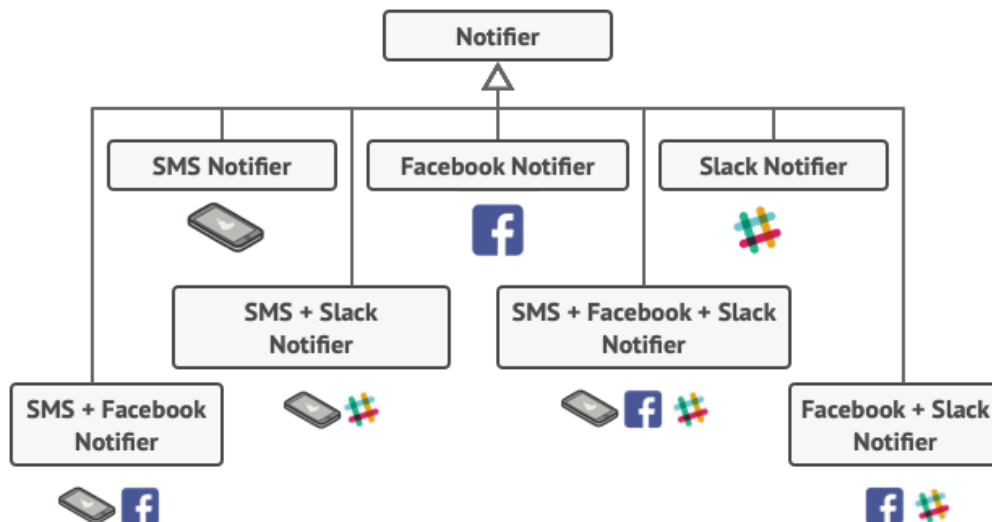 Notifier
SMS Notifier
Facebook Notifier
Slack Notifier
SMS + Slack
Notifier
SMS + Facebook + Slack
Notifier
SMS + Facebook
Notifier
Facebook + Slack
Notifier